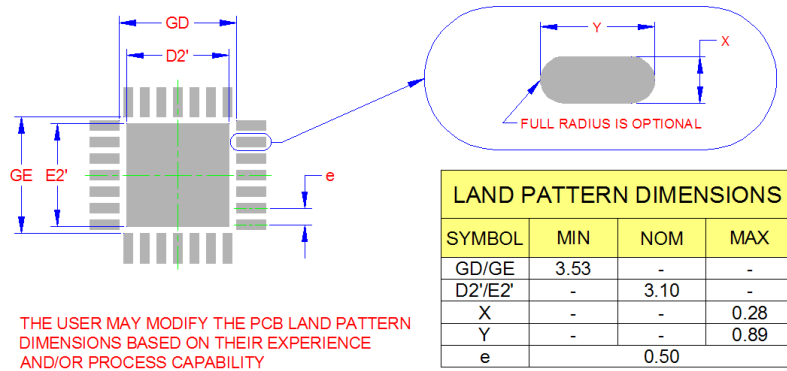 GD
D2'
GE
E2'
e
Y
X
FULL RADIUS IS OPTIONAL
LAND PATTERN DIMENSIONS
SYMBOL MIN NOM MAX
GD/GE 3.53 - -
D2'/E2' - 3.10 -
X - - 0.28
Y - - 0.89
e 0.50
THE USER MAY MODIFY THE PCB LAND PATTERN
DIMENSIONS BASED ON THEIR EXPERIENCE
AND/OR PROCESS CAPABILITY